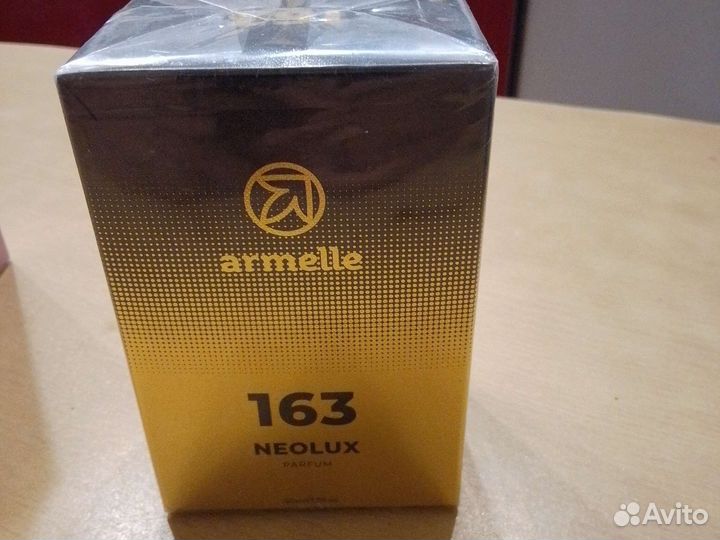 armelle
163
NEOLUX
PARFUM
Avito